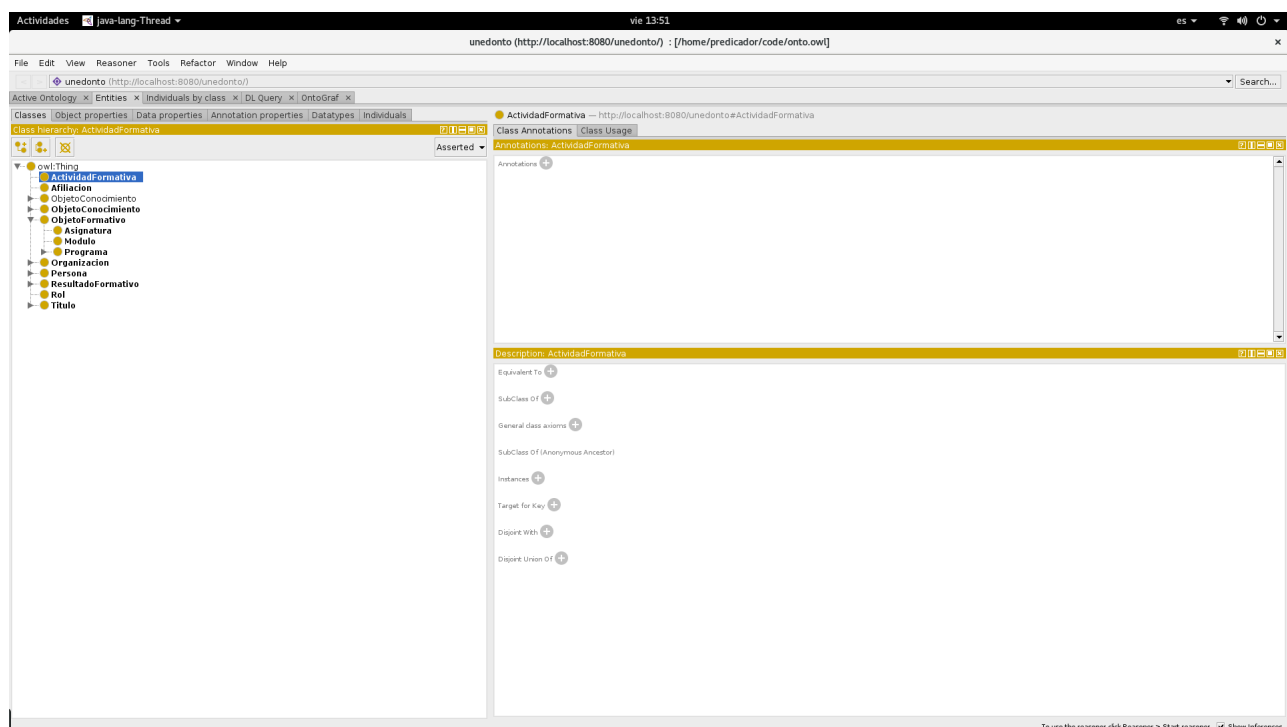 Actividades java-lang-Thread vie 13:51 es
unedonto (http://localhost:8080/unedonto/) : [/home/predicador/code/onto.owl] ×
File Edit View Reasoner Tools Refactor Window Help
unedonto (http://localhost:8080/unedonto/) Search...
Active Ontology × Entities × Individuals by class × DL Query × OntoGraf ×
Classes Object properties Data properties Annotation properties Datatypes Individuals
Class hierarchy: ActividadFormativa
Asserted
owl:Thing
ActividadFormativa
Afiliacion
ObjetoConocimiento
ObjetoConocimiento
ObjetoFormativo
Asignatura
Modulo
Programa
Organizacion
Persona
ResultadoFormativo
Rol
Titulo
ActividadFormativa — http://localhost:8080/unedonto#ActividadFormativa
Class Annotations Class Usage
Annotations: ActividadFormativa
Annotations
Description: ActividadFormativa
Equivalent To
SubClass Of
General class axioms
SubClass Of (Anonymous Ancestor)
Instances
Target for Key
Disjoint With
Disjoint Union Of
To use the reasoner click Reasoner > Start reasoner Show Inferences